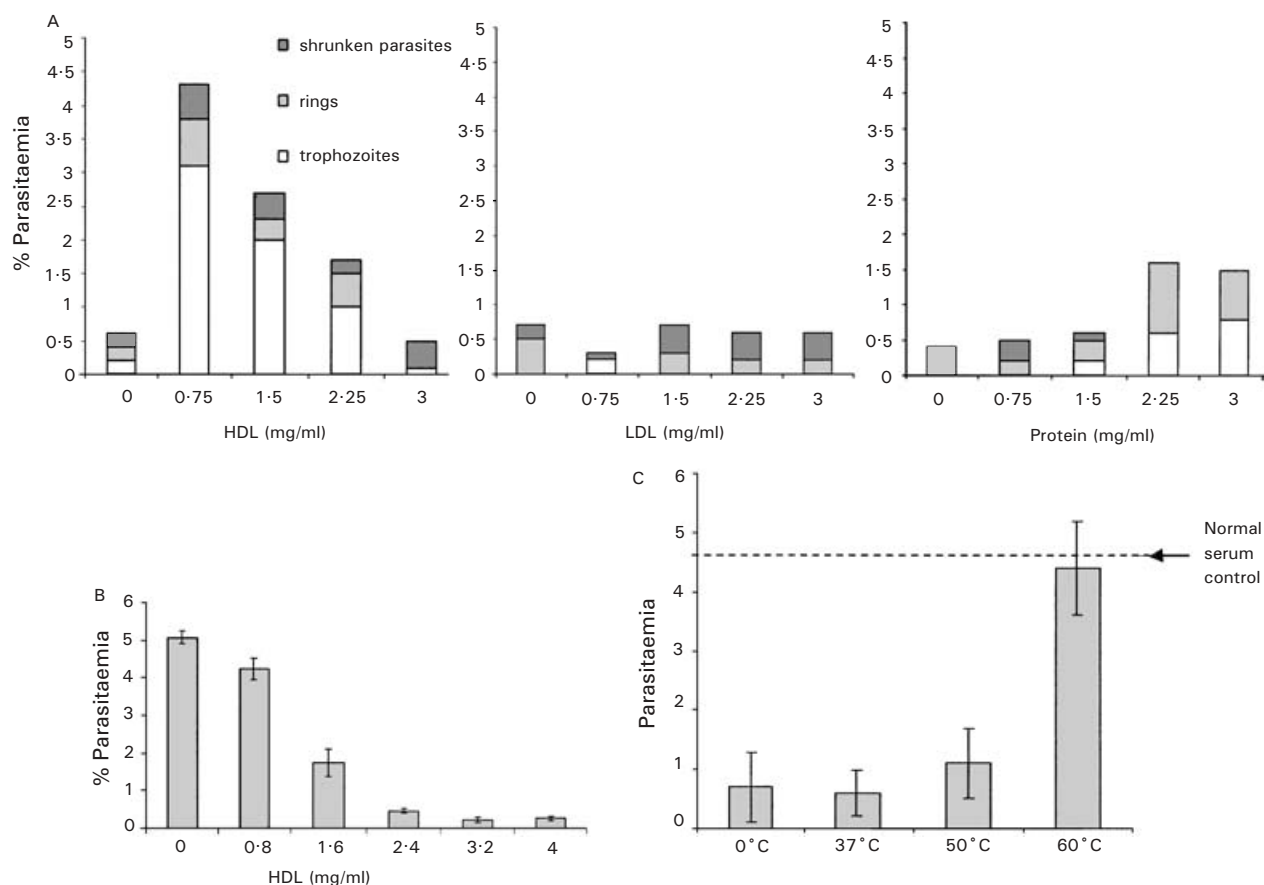 A
shrunken parasites
rings
trophozoites
% Parasitaemia
5
4·5
4
3·5
3
2·5
2
1·5
1
0·5
0
0 0·75 1·5 2·25 3
HDL (mg/ml)
5
4·5
4
3·5
3
2·5
2
1·5
1
0·5
0
0 0·75 1·5 2·25 3
LDL (mg/ml)
5
4·5
4
3·5
3
2·5
2
1·5
1
0·5
0
0 0·75 1·5 2·25 3
Protein (mg/ml)
B
% Parasitaemia
6
5
4
3
2
1
0
0 0·8 1·6 2·4 3·2 4
HDL (mg/ml)
C
Parasitaemia
6
5
4
3
2
1
0
0°C 37°C 50°C 60°C
Normal
serum
control